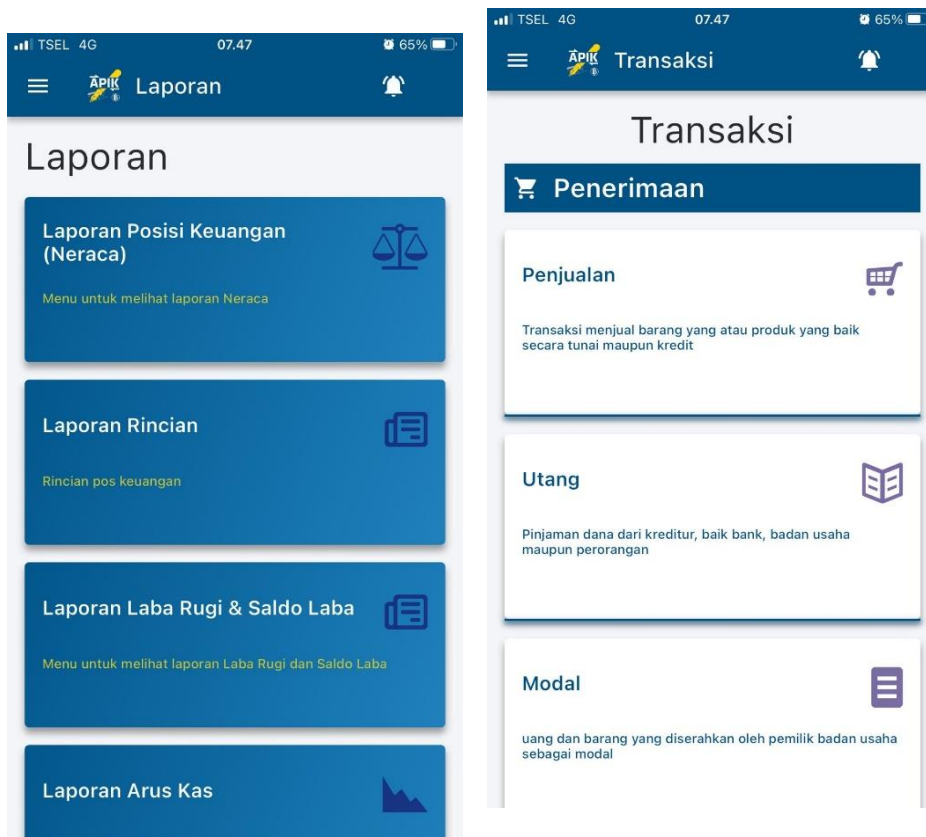 TSEL 4G 07.47 65%
APIK Laporan
Laporan
Laporan Posisi Keuangan
(Neraca)
Menu untuk melihat laporan Neraca
Laporan Rincian
Rincian pos keuangan
Laporan Laba Rugi & Saldo Laba
Menu untuk melihat laporan Laba Rugi dan Saldo Laba
Laporan Arus Kas
TSEL 4G 07.47 65%
APIK Transaksi
Transaksi
Penerimaan
Penjualan
Transaksi menjual barang yang atau produk yang baik
secara tunai maupun kredit
Utang
Pinjaman dana dari kreditur, baik bank, badan usaha
maupun perorangan
Modal
uang dan barang yang diserahkan oleh pemilik badan usaha
sebagai modal